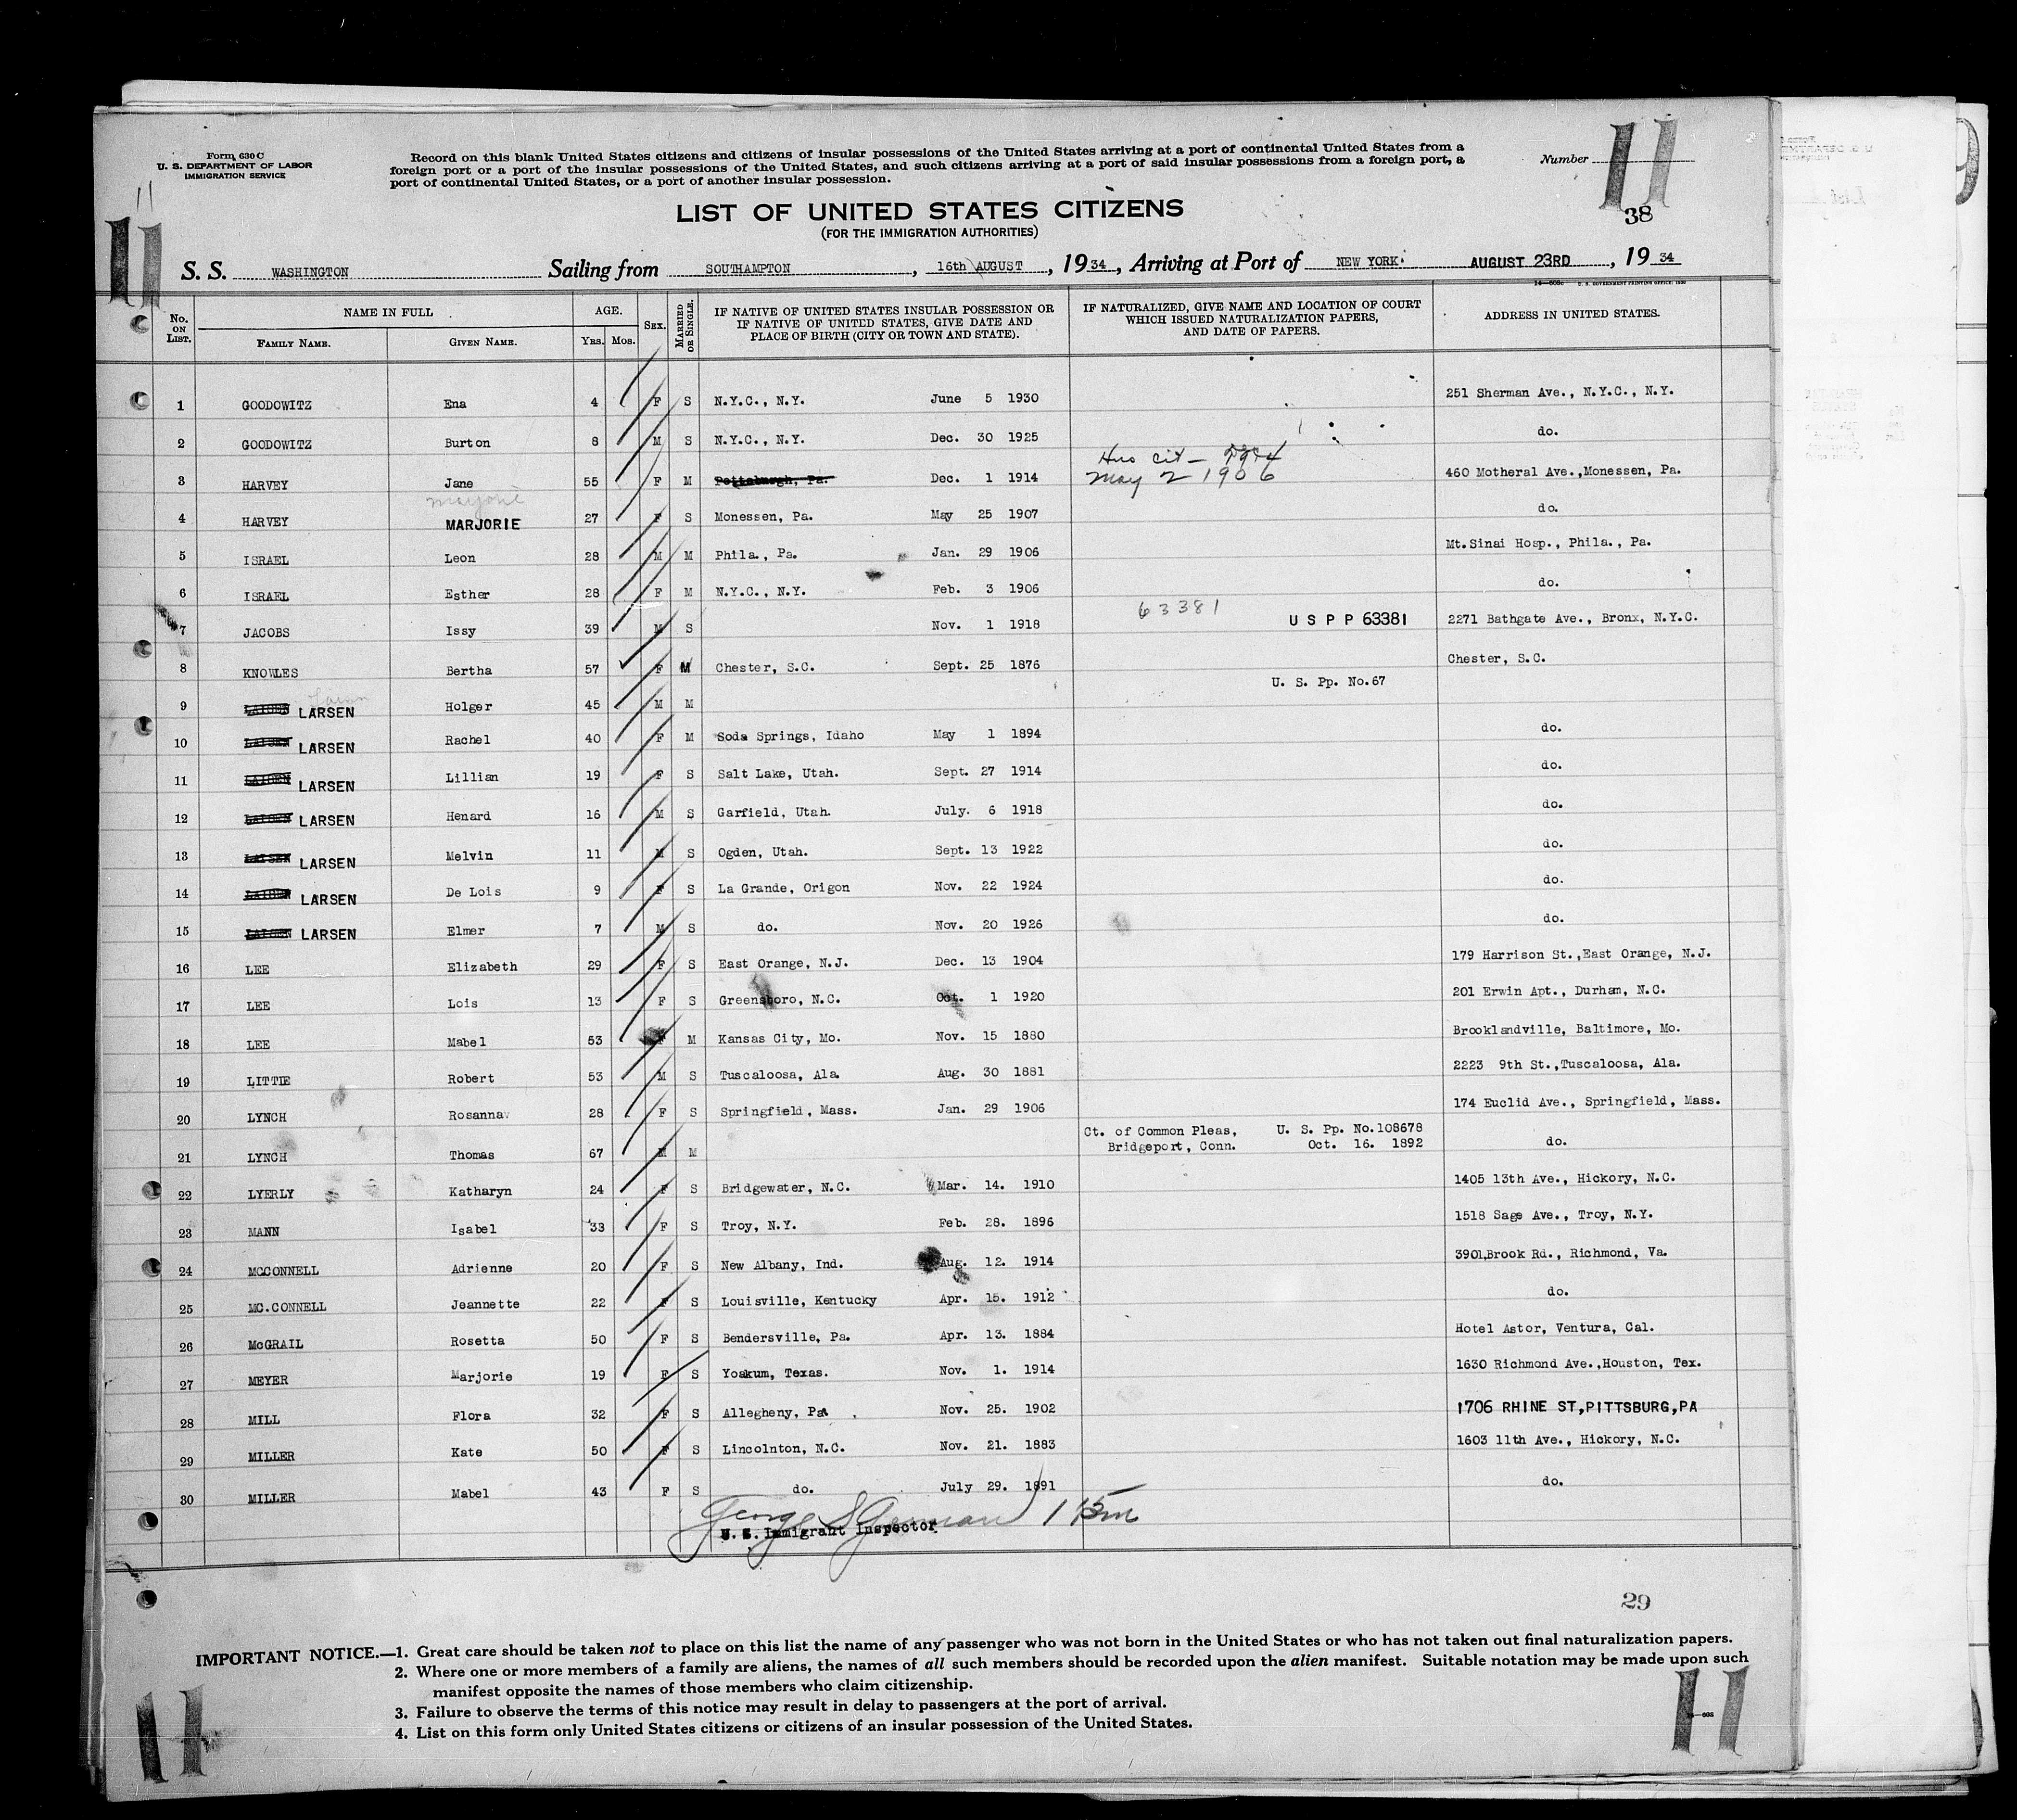 Form 630 C
U. S. DEPARTMENT OF LABOR
IMMIGRATION SERVICE
Record on this blank United States citizens and citizens of insular possessions of the United States arriving at a port of continental United States from a
foreign port or a port of the insular possessions of the United States, and such citizens arriving at a port of said insular possessions from a foreign port, a
port of continental United States, or a port of another insular possession.
Number
11
11
11
38
LIST OF UNITED STATES CITIZENS
(FOR THE IMMIGRATION AUTHORITIES)
S. S. WASHINGTON Sailing from SOUTHAMPTON, 16th AUGUST, 1934, Arriving at Port of NEW YORK. AUGUST 23RD, 1934
No. ON LIST. NAME IN FULL FAMILY NAME. GIVEN NAME. AGE. YRS. MOS. SEX. MARRIED OR SINGLE. IF NATIVE OF UNITED STATES INSULAR POSSESSION OR IF NATIVE OF UNITED STATES, GIVE DATE AND PLACE OF BIRTH (CITY OR TOWN AND STATE). IF NATURALIZED, GIVE NAME AND LOCATION OF COURT WHICH ISSUED NATURALIZATION PAPERS, AND DATE OF PAPERS. ADDRESS IN UNITED STATES.
1 GOODOWITZ Ena 4 F S N.Y.C., N.Y. June 5 1930 251 Sherman Ave., N.Y.C., N.Y.
2 GOODOWITZ Burton 8 M S N.Y.C., N.Y. Dec. 30 1925 do.
Hus cit -
3 HARVEY Jane 55 F M Pottsburgh, Pa. Dec. 1 1914 May 2 1906 460 Motheral Ave.,Monessen, Pa.
Marjorie
4 HARVEY MARJORIE 27 F S Monessen, Pa. May 25 1907 do.
5 ISRAEL Leon 28 M M Phila., Pa. Jan. 29 1906 Mt.Sinai Hosp., Phila., Pa.
6 ISRAEL Esther 28 F M N.Y.C., N.Y. Feb. 3 1906 do.
63381
7 JACOBS Issy 39 M S Nov. 1 1918 U S P P 63381 2271 Bathgate Ave., Bronx, N.Y.C.
8 KNOWLES Bertha 57 F M Chester, S.C. Sept. 25 1876 Chester, S.C.
U. S. Pp. No.67
9 LARSEN Holger 45 M M
10 LARSEN Rachel 40 F M Soda Springs, Idaho May 1 1894 do.
11 LARSEN Lillian 19 F S Salt Lake, Utah. Sept. 27 1914 do.
12 LARSEN Henard 16 M S Garfield, Utah. July. 6 1918 do.
13 LARSEN Melvin 11 M S Ogden, Utah. Sept. 13 1922 do.
14 LARSEN De Lois 9 F S La Grande, Origon Nov. 22 1924 do.
15 LARSEN Elmer 7 M S do. Nov. 20 1926 do.
16 LEE Elizabeth 29 F S East Orange, N.J. Dec. 13 1904 179 Harrison St.,East Orange, N.J.
17 LEE Lois 13 F S Greensboro, N.C. Oct. 1 1920 201 Erwin Apt., Durham, N.C.
18 LEE Mabel 53 F M Kansas City, Mo. Nov. 15 1880 Brooklandville, Baltimore, Mo.
19 LITTIE Robert 53 M S Tuscaloosa, Ala. Aug. 30 1881 2223 9th St.,Tuscaloosa, Ala.
20 LYNCH Rosanna 28 F S Springfield, Mass. Jan. 29 1906 174 Euclid Ave., Springfield, Mass.
Ct. of Common Pleas, U. S. Pp. No.108678
21 LYNCH Thomas 67 M M Bridgeport, Conn. Oct. 16. 1892 do.
22 LYERLY Katharyn 24 F S Bridgewater, N.C. Mar. 14. 1910 1405 13th Ave., Hickory, N.C.
23 MANN Isabel 33 F S Troy, N.Y. Feb. 28. 1896 1518 Sage Ave., Troy, N.Y.
24 MCCONNELL Adrienne 20 F S New Albany, Ind. Aug. 12. 1914 3901,Brook Rd., Richmond, Va.
25 MC.CONNELL Jeannette 22 F S Louisville, Kentucky Apr. 15. 1912 do.
26 McGRAIL Rosetta 50 F S Bendersville, Pa. Apr. 13. 1884 Hotel Astor, Ventura, Cal.
27 MEYER Marjorie 19 F S Yoakum, Texas. Nov. 1. 1914 1630 Richmond Ave.,Houston, Tex.
28 MILL Flora 32 F S Allegheny, Pa. Nov. 25. 1902 1706 RHINE ST,PITTSBURG,PA
29 MILLER Kate 50 F S Lincolnton, N.C. Nov. 21. 1883 1603 11th Ave., Hickory, N.C.
30 MILLER Mabel 43 F S do. July 29. 1891 do.
George S
U. S. Immigrant Inspector
29
IMPORTANT NOTICE.—1. Great care should be taken not to place on this list the name of any passenger who was not born in the United States or who has not taken out final naturalization papers.
2. Where one or more members of a family are aliens, the names of all such members should be recorded upon the alien manifest. Suitable notation may be made upon such
manifest opposite the names of those members who claim citizenship.
3. Failure to observe the terms of this notice may result in delay to passengers at the port of arrival.
4. List on this form only United States citizens or citizens of an insular possession of the United States.
11
11